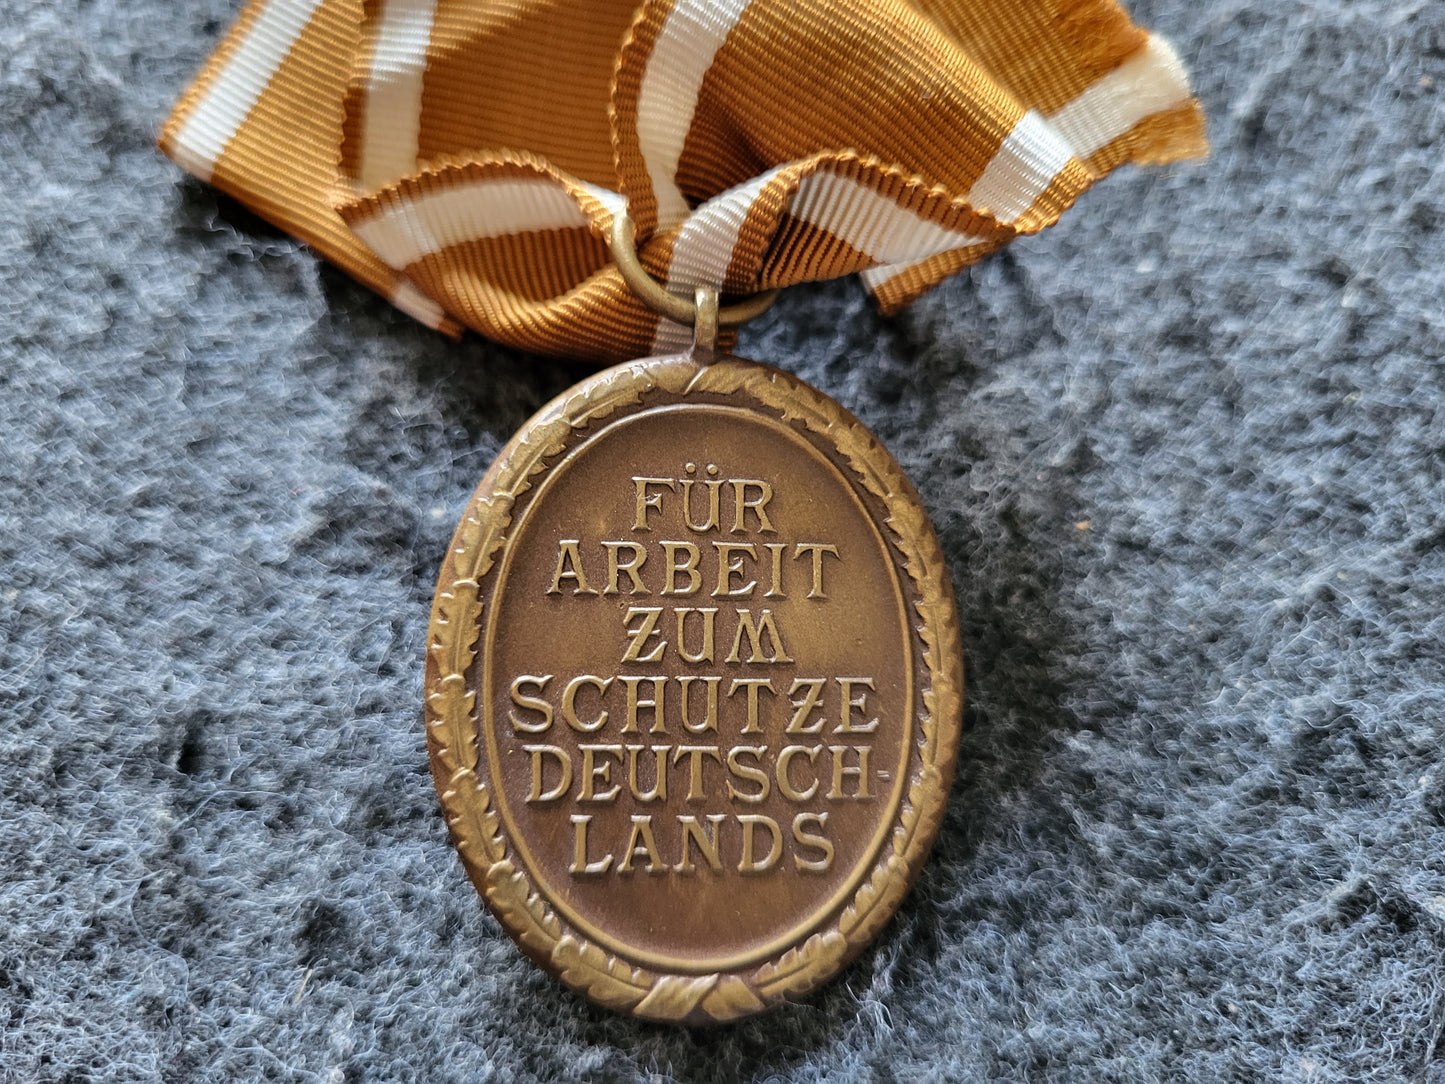 FÜR
ARBEIT
ZUM
SCHUTZE
DEUTSCH-
LANDS